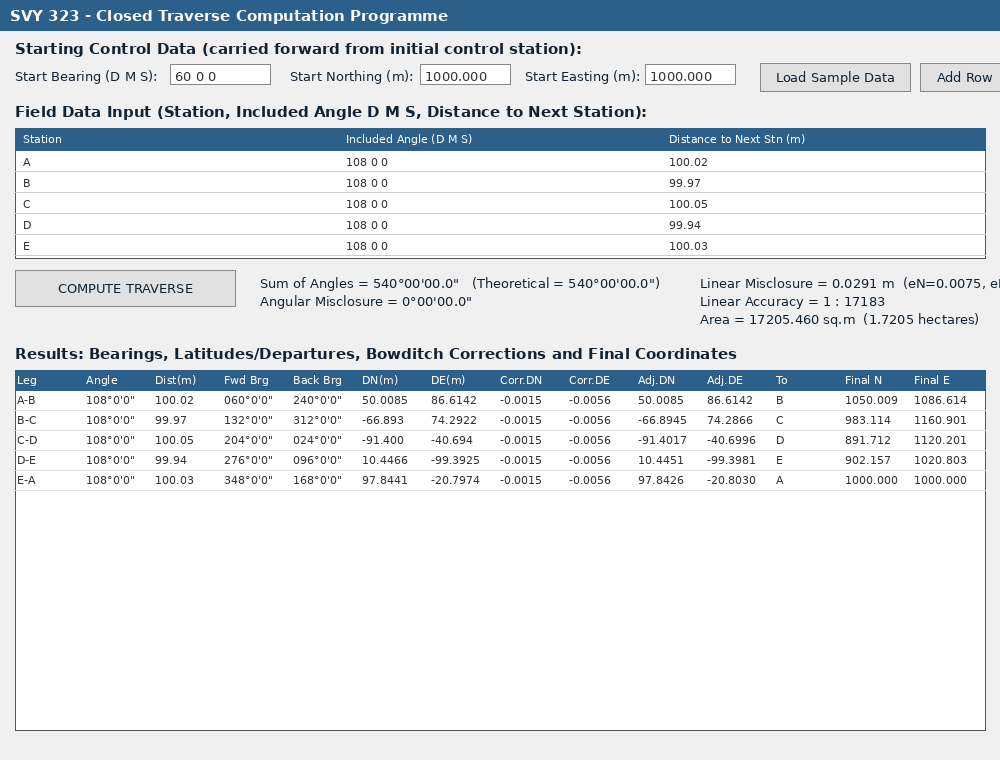 SVY 323 - Closed Traverse Computation Programme
Starting Control Data (carried forward from initial control station):
Start Bearing (D M S): 60 0 0 Start Northing (m): 1000.000 Start Easting (m): 1000.000 Load Sample Data Add Row
Field Data Input (Station, Included Angle D M S, Distance to Next Station):
Station Included Angle (D M S) Distance to Next Stn (m)
A 108 0 0 100.02
B 108 0 0 99.97
C 108 0 0 100.05
D 108 0 0 99.94
E 108 0 0 100.03
COMPUTE TRAVERSE
Sum of Angles = 540°00'00.0" (Theoretical = 540°00'00.0")
Angular Misclosure = 0°00'00.0"
Linear Misclosure = 0.0291 m (eN=0.0075, eE
Linear Accuracy = 1 : 17183
Area = 17205.460 sq.m (1.7205 hectares)
Results: Bearings, Latitudes/Departures, Bowditch Corrections and Final Coordinates
Leg Angle Dist(m) Fwd Brg Back Brg DN(m) DE(m) Corr.DN Corr.DE Adj.DN Adj.DE To Final N Final E
A-B 108°0'0" 100.02 060°0'0" 240°0'0" 50.0085 86.6142 -0.0015 -0.0056 50.0085 86.6142 B 1050.009 1086.614
B-C 108°0'0" 99.97 132°0'0" 312°0'0" -66.893 74.2922 -0.0015 -0.0056 -66.8945 74.2866 C 983.114 1160.901
C-D 108°0'0" 100.05 204°0'0" 024°0'0" -91.400 -40.694 -0.0015 -0.0056 -91.4017 -40.6996 D 891.712 1120.201
D-E 108°0'0" 99.94 276°0'0" 096°0'0" 10.4466 -99.3925 -0.0015 -0.0056 10.4451 -99.3981 E 902.157 1020.803
E-A 108°0'0" 100.03 348°0'0" 168°0'0" 97.8441 -20.7974 -0.0015 -0.0056 97.8426 -20.8030 A 1000.000 1000.000